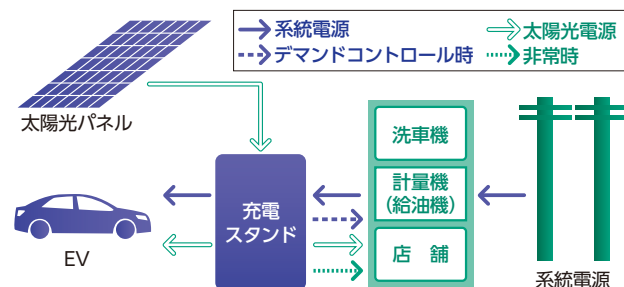 系統電源
太陽光電源
デマンドコントロール時
非常時
太陽光パネル
洗車機
計量機
(給油機)
充電
スタンド
店 舗
EV
系統電源